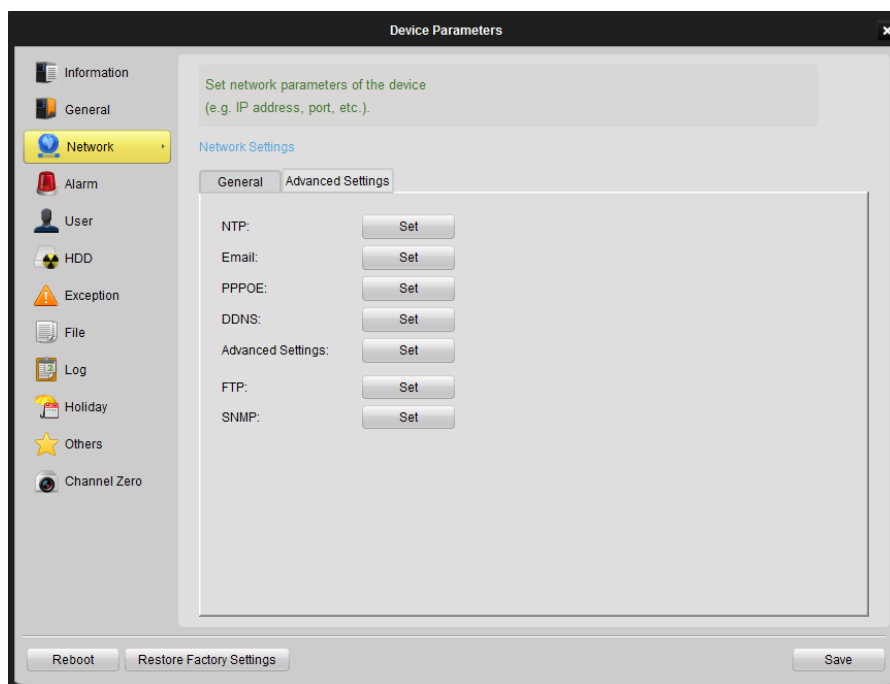 Device Parameters
Information
General
Network
Alarm
User
HDD
Exception
File
Log
Holiday
Others
Channel Zero
Set network parameters of the device
(e.g. IP address, port, etc.).
Network Settings
General Advanced Settings
NTP: Set
Email: Set
PPPOE: Set
DDNS: Set
Advanced Settings: Set
FTP: Set
SNMP: Set
Reboot Restore Factory Settings Save